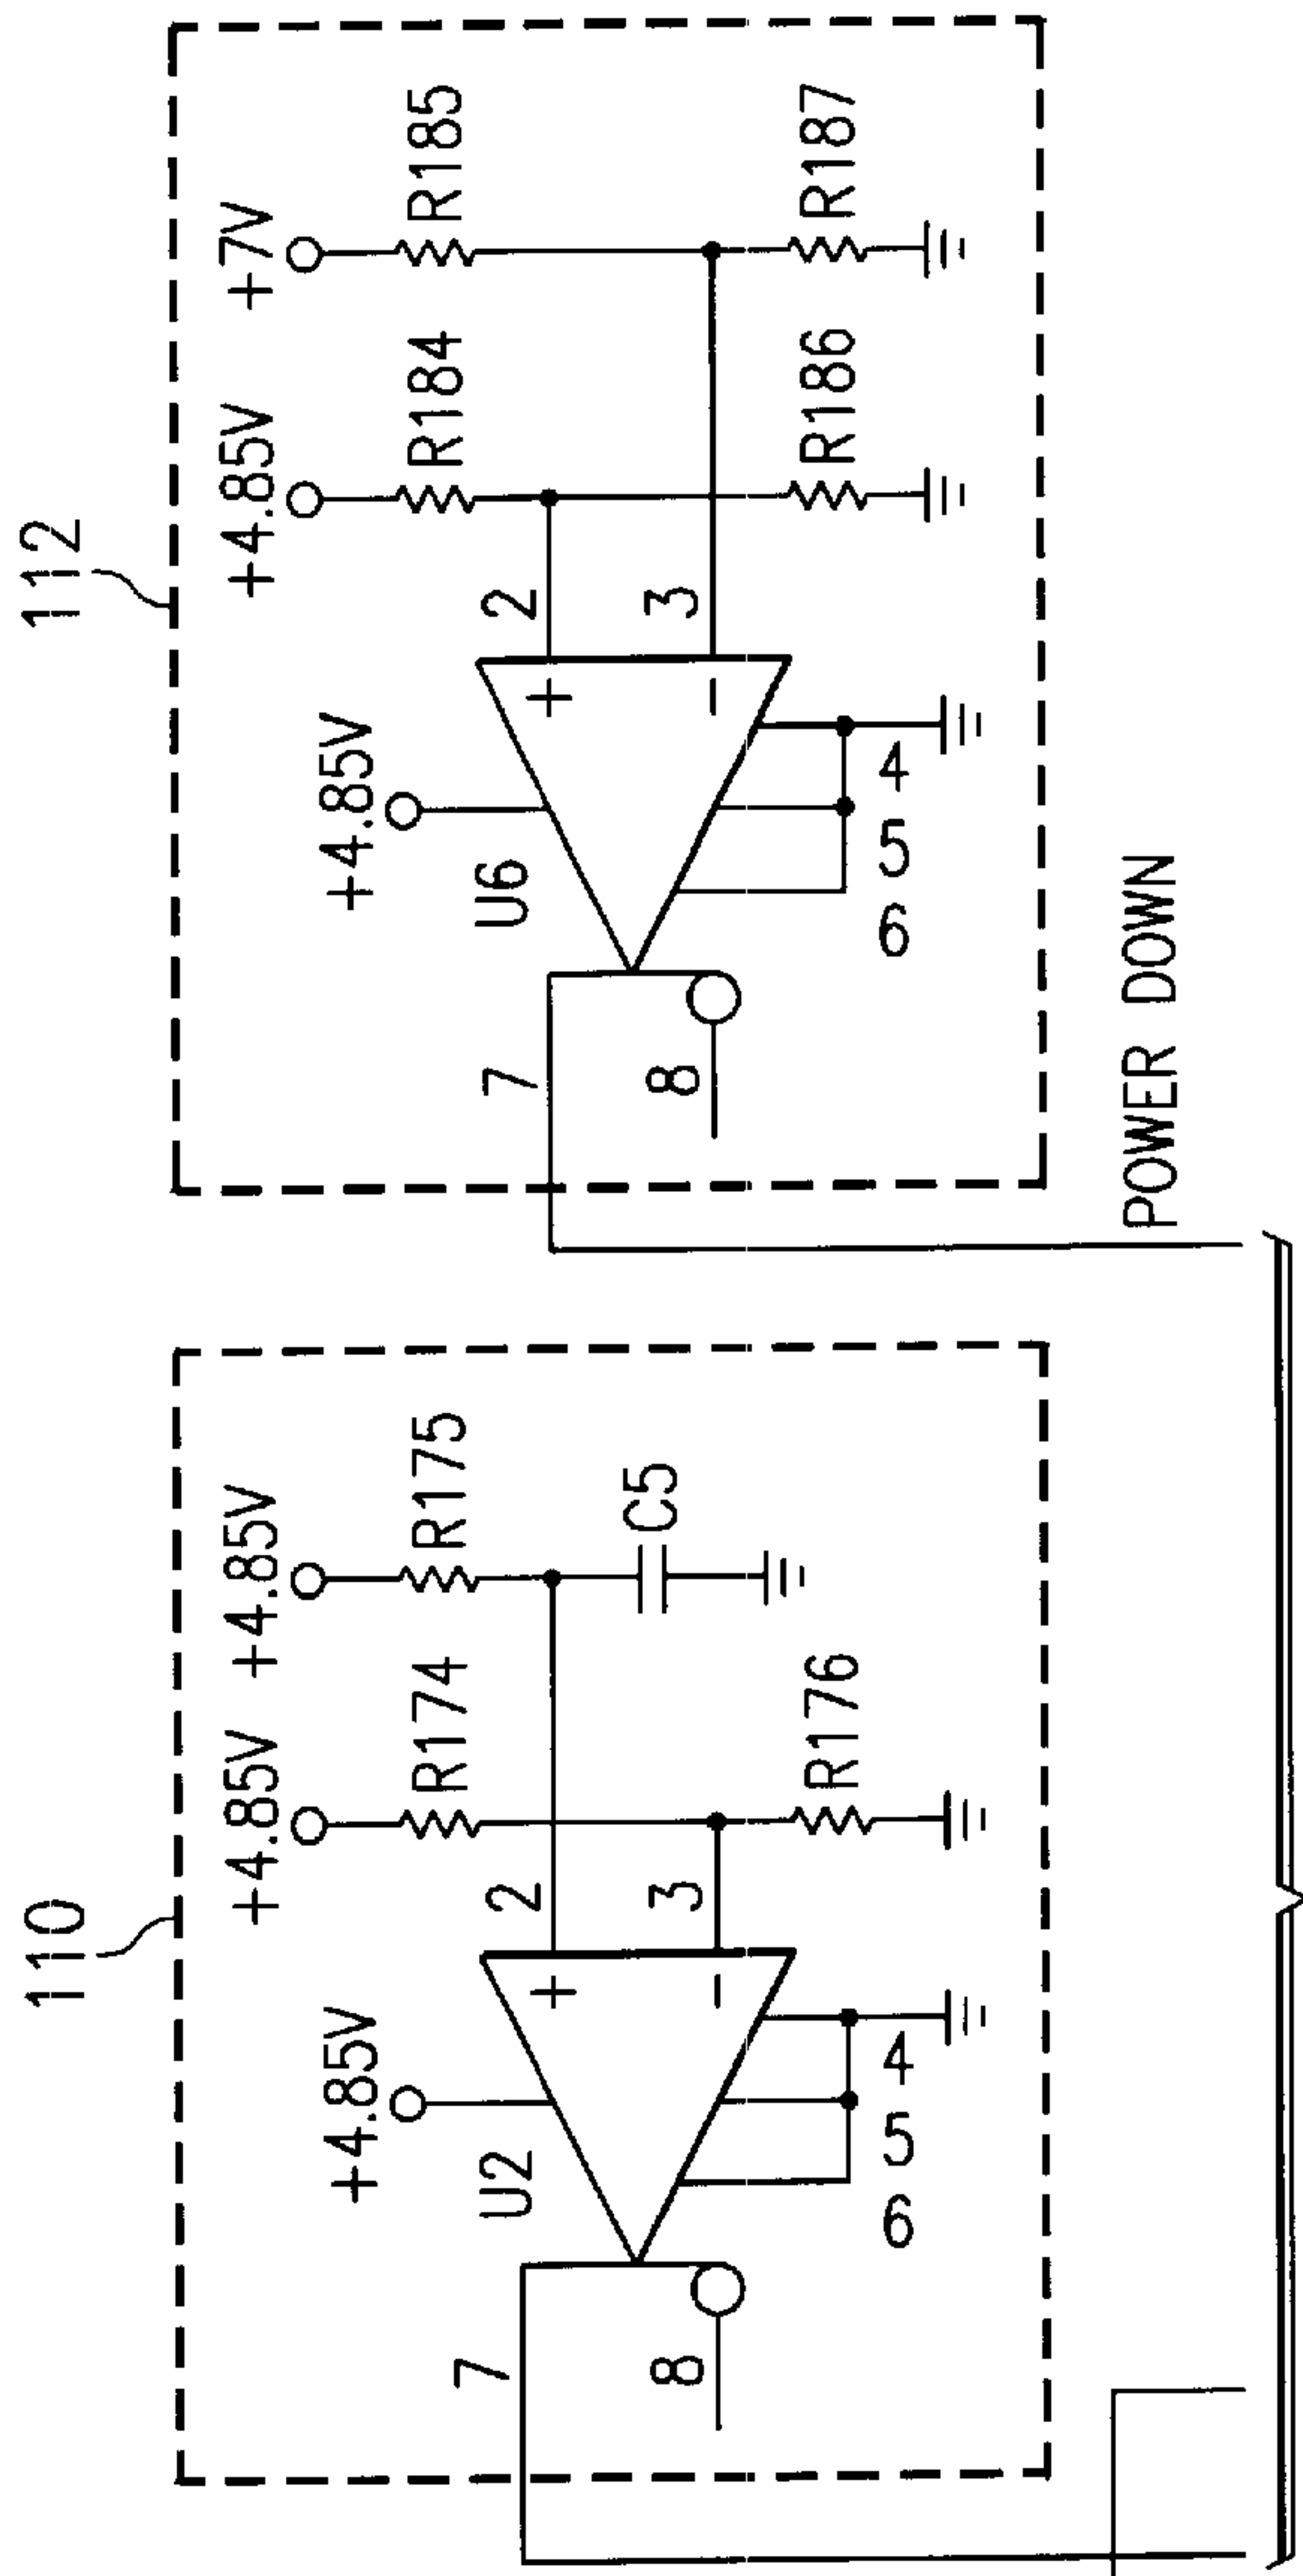 110
+4.85V
+4.85V
+4.85V
R174
R175
U2
2
+
C5
7
3
-
8
R176
4
5
6
112
+4.85V
+7V
+4.85V
R184
R185
U6
2
+
7
3
-
8
R186
R187
4
5
6
POWER DOWN